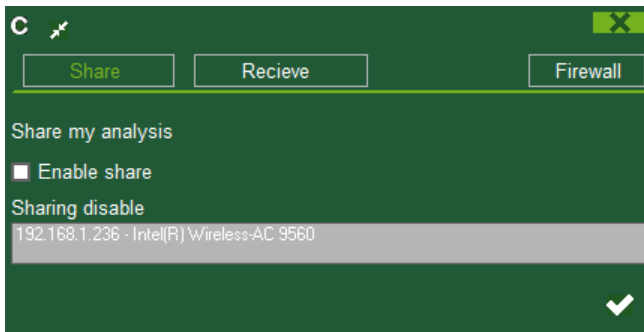 C
Share Recieve Firewall
Share my analysis
Enable share
Sharing disable
192.168.1.236 - Intel(R) Wireless-AC 9560